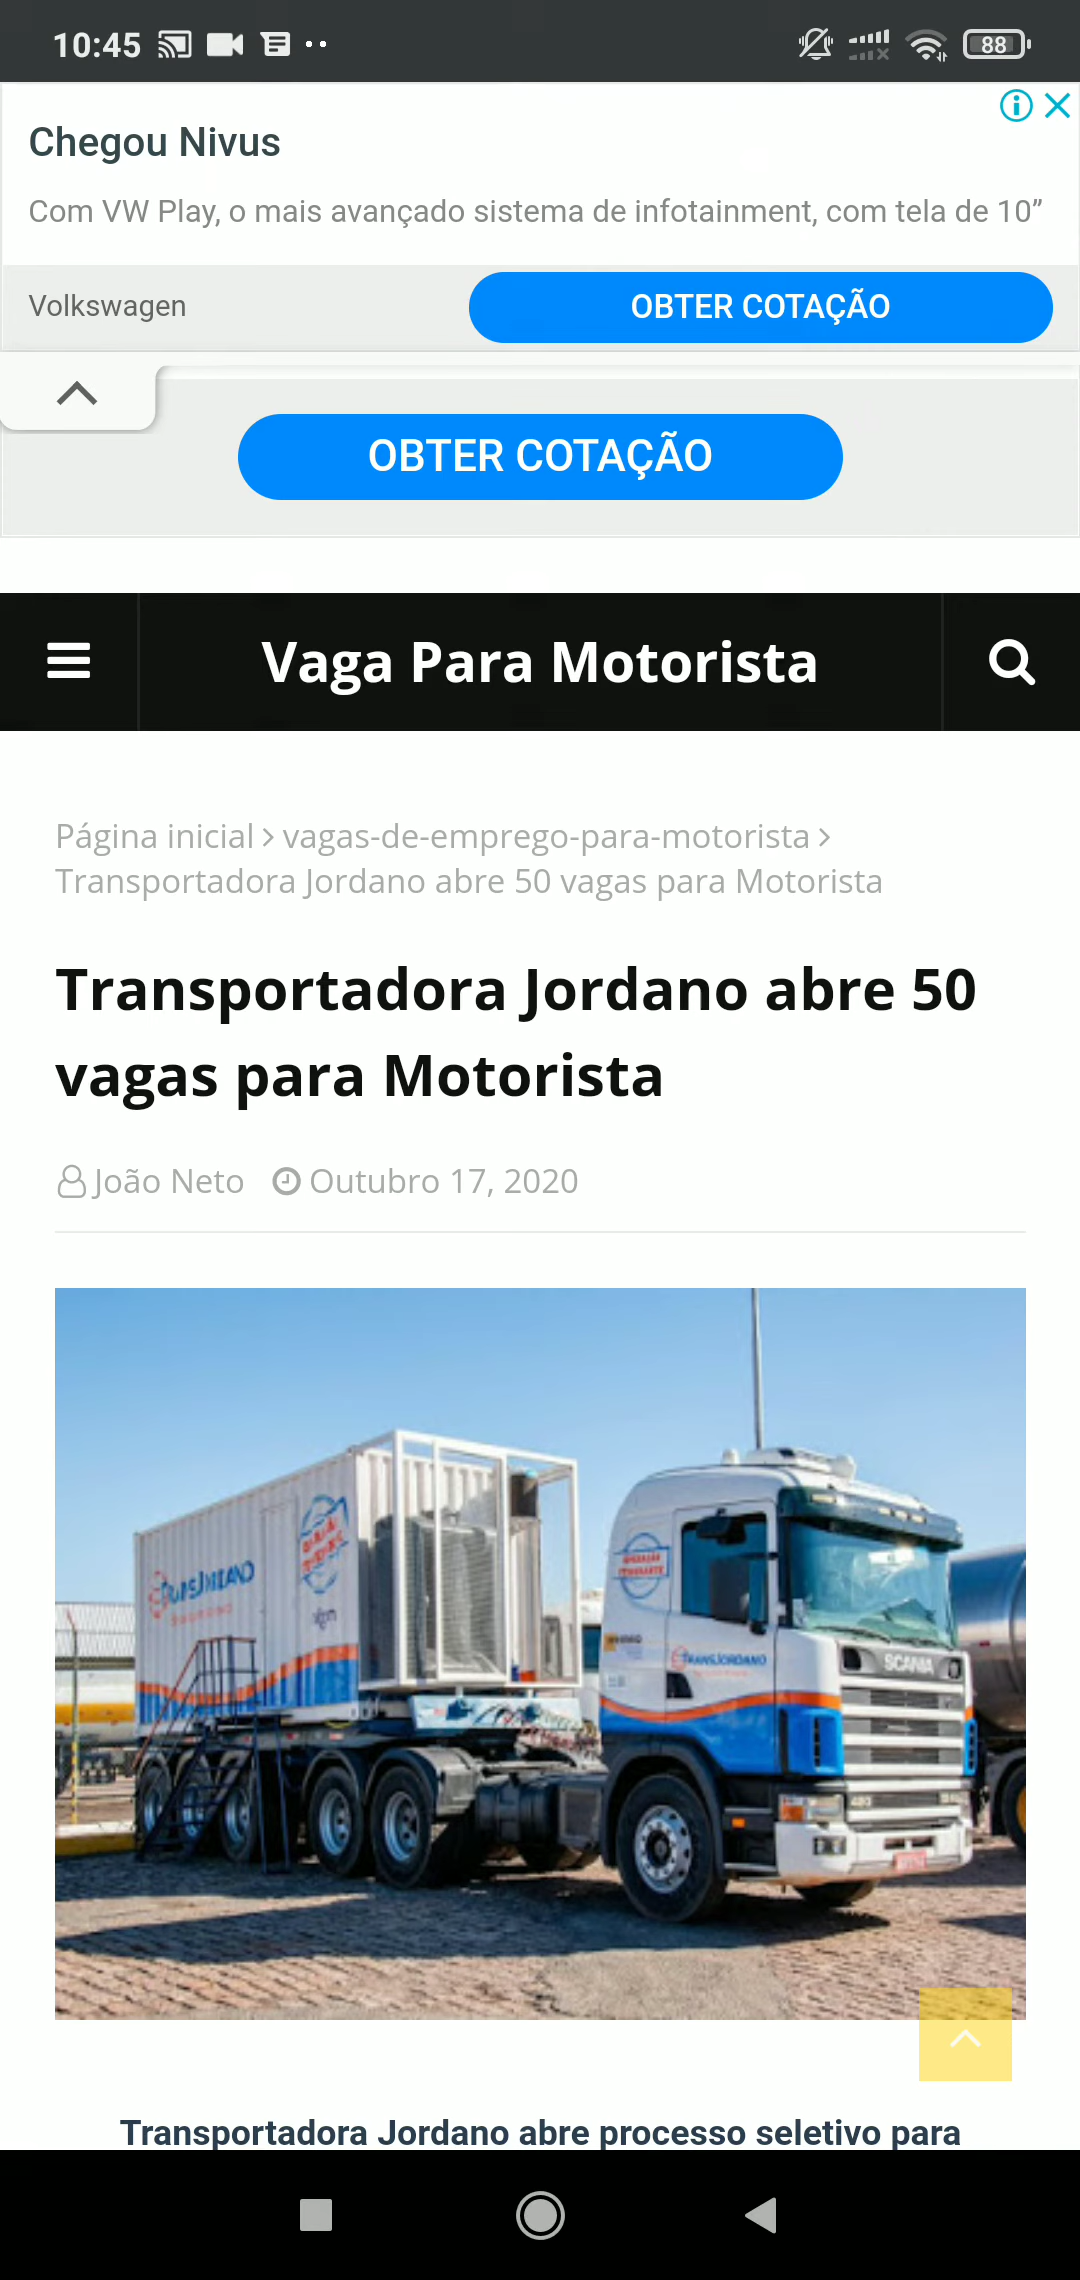 10:45
88
Chegou Nivus
Com VW Play, o mais avançado sistema de infotainment, com tela de 10”
Volkswagen
OBTER COTAÇÃO
OBTER COTAÇÃO
Vaga Para Motorista
Página inicial > vagas-de-emprego-para-motorista >
Transportadora Jordano abre 50 vagas para Motorista
Transportadora Jordano abre 50
vagas para Motorista
João Neto Outubro 17, 2020
TRANSJORDANO
TRANSJORDANO
SCANIA
Transportadora Jordano abre processo seletivo para